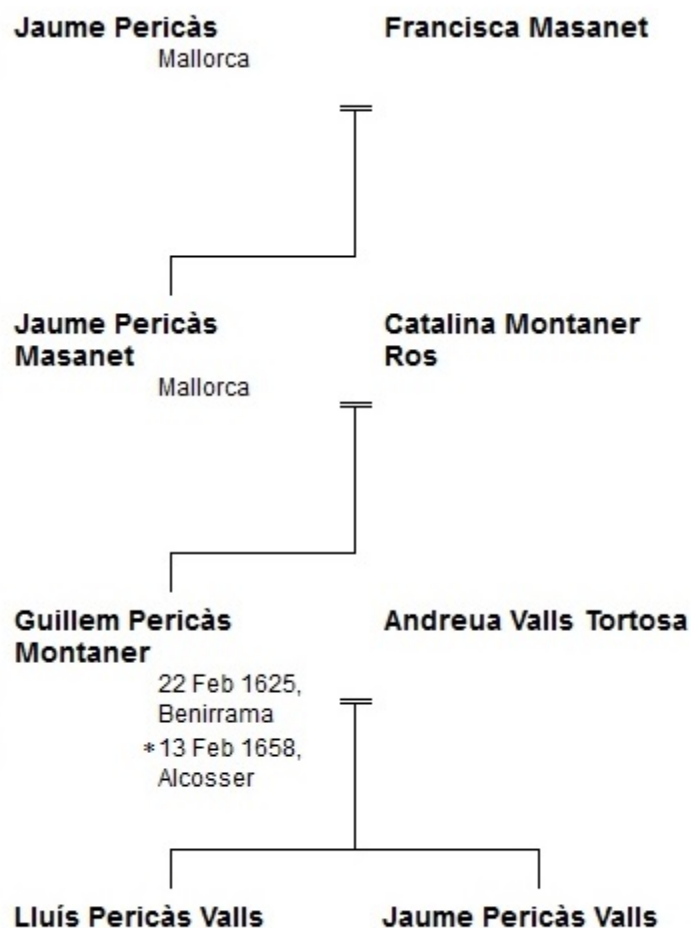 Jaume Pericàs
Mallorca
Francisca Masanet
Jaume Pericàs
Masanet
Mallorca
Catalina Montaner
Ros
Guillem Pericàs
Montaner
22 Feb 1625,
Benirrama
*13 Feb 1658,
Alcosser
Andreua Valls Tortosa
Lluís Pericàs Valls
Jaume Pericàs Valls